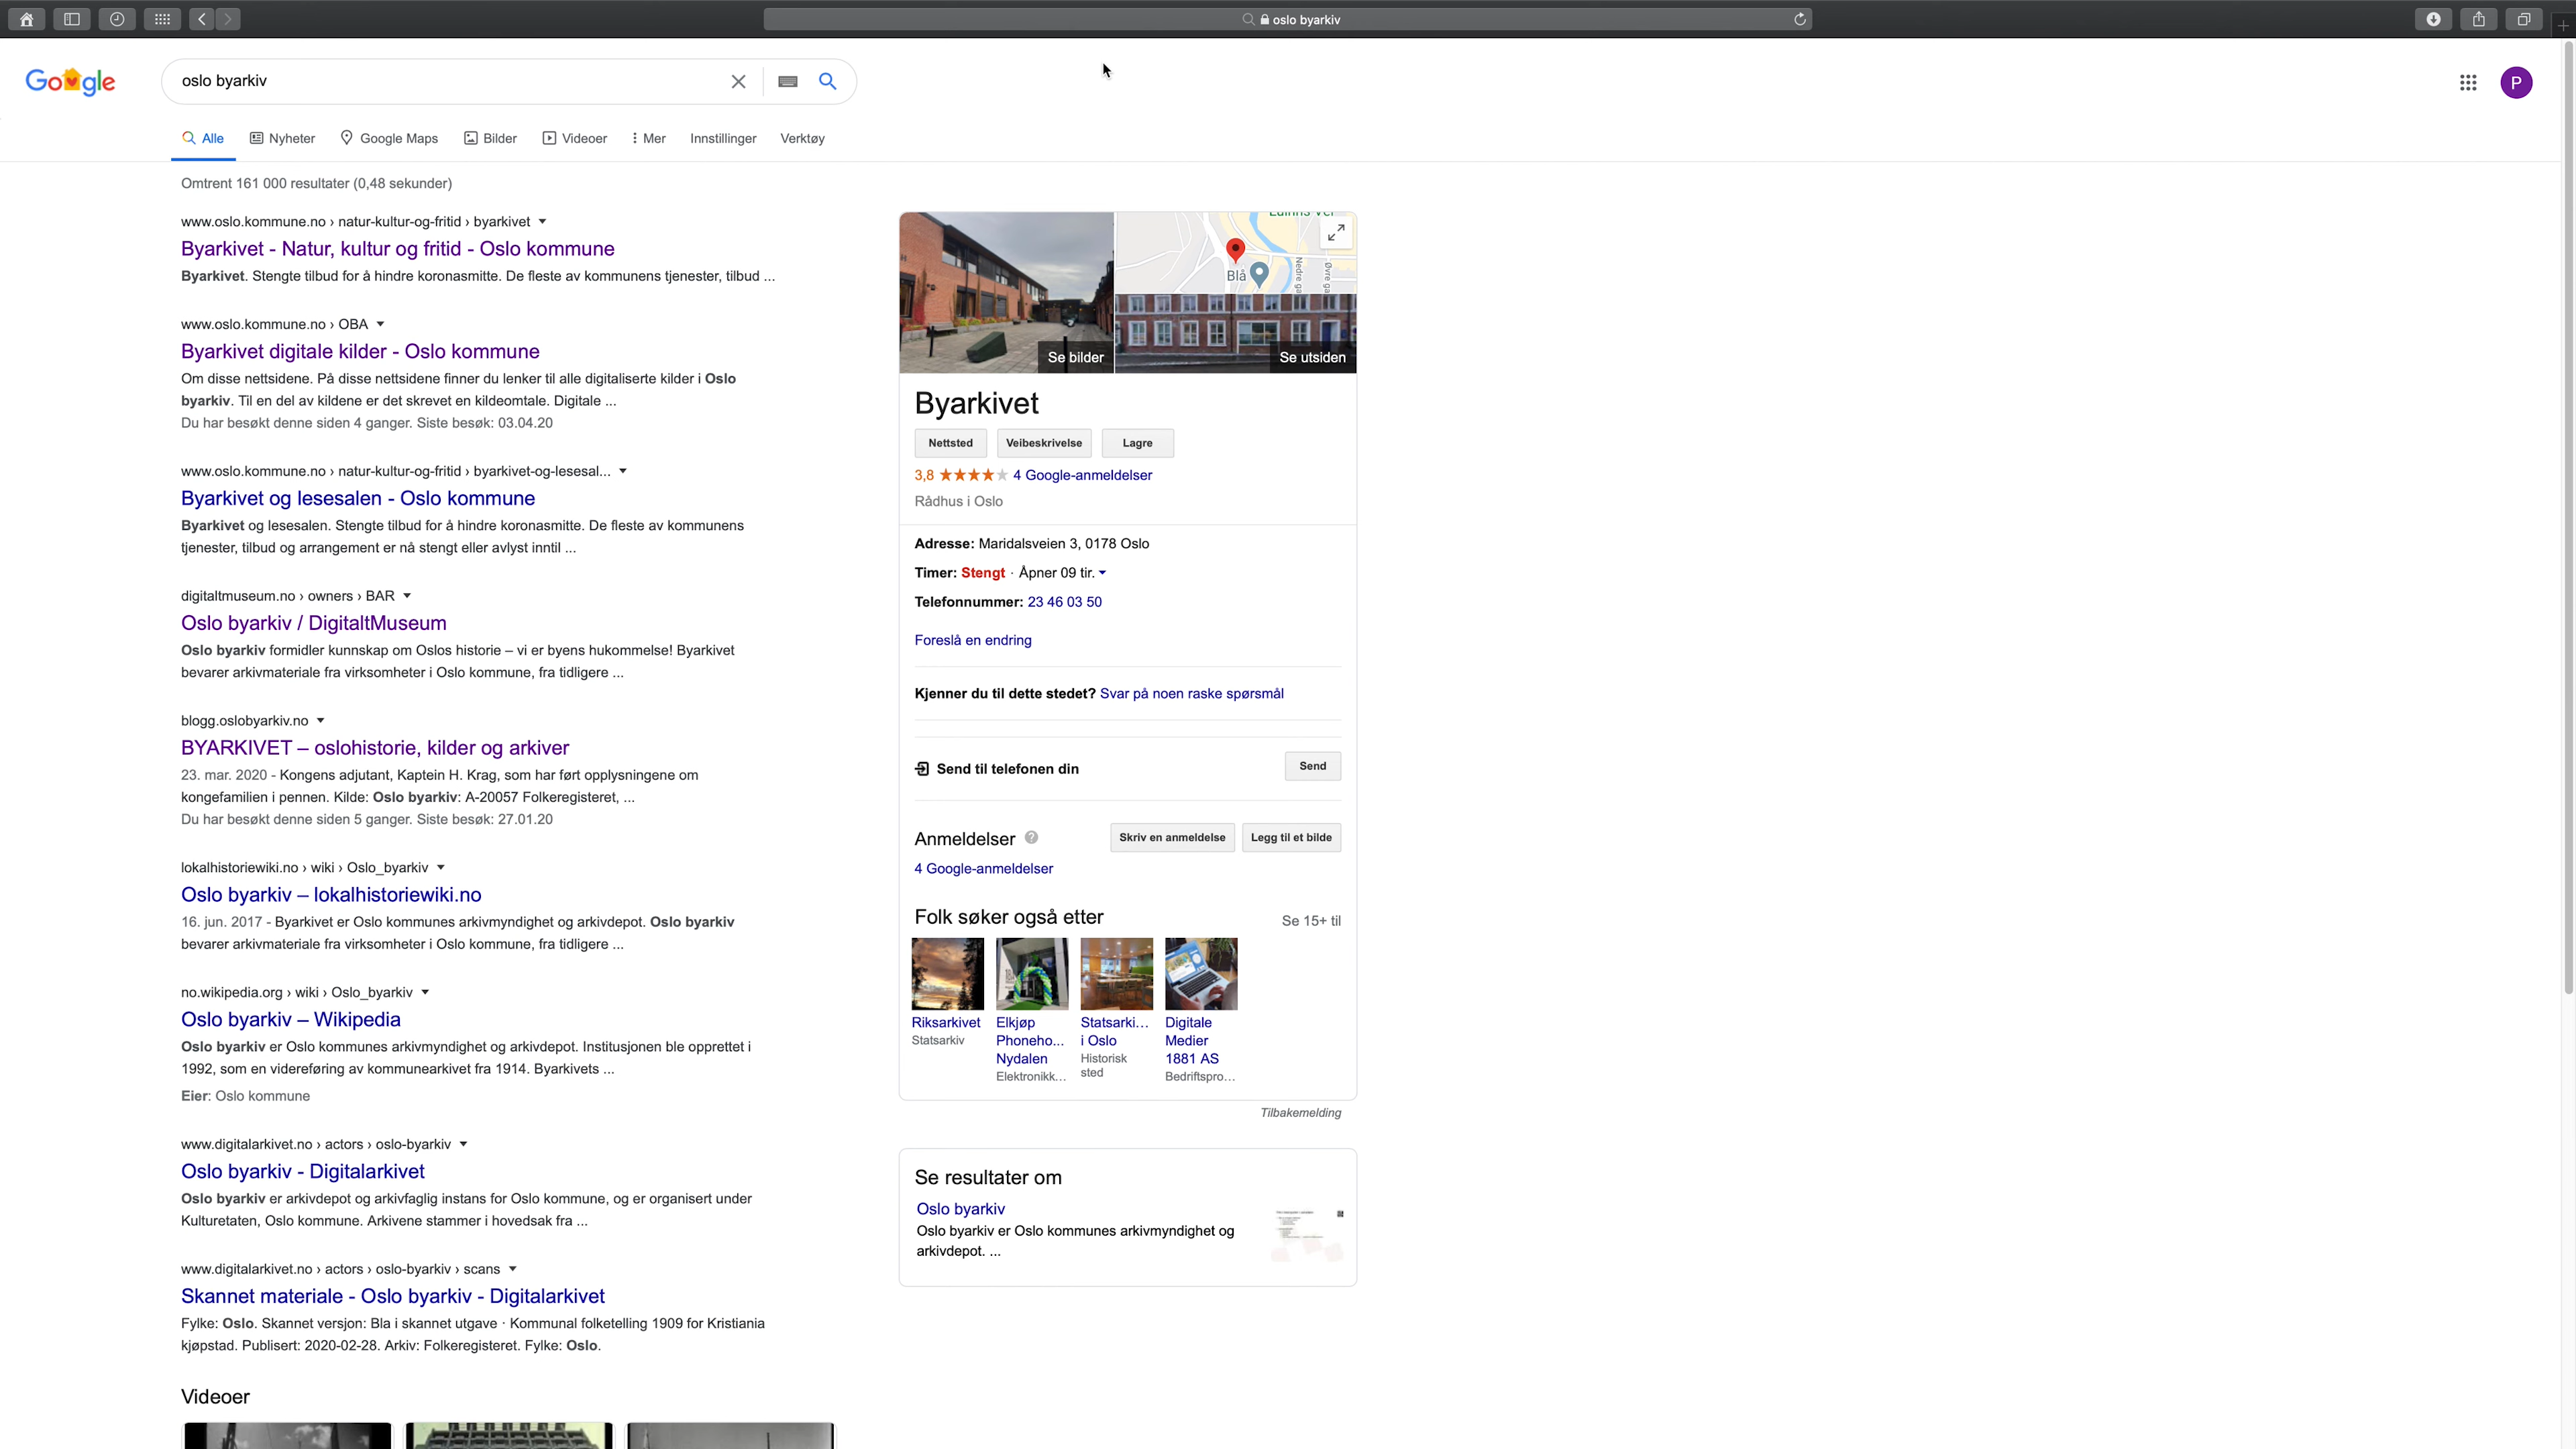 oslo byarkiv
Google
oslo byarkiv
P
Alle
Nyheter
Google Maps
Bilder
Videoer
Mer
Innstillinger
Verktøy
Omtrent 161 000 resultater (0,48 sekunder)
www.oslo.kommune.no › natur-kultur-og-fritid › byarkivet
Byarkivet - Natur, kultur og fritid - Oslo kommune
Byarkivet. Stengte tilbud for å hindre koronasmitte. De fleste av kommunens tjenester, tilbud ...
www.oslo.kommune.no › OBA
Byarkivet digitale kilder - Oslo kommune
Om disse nettsidene. På disse nettsidene finner du lenker til alle digitaliserte kilder i Oslo
byarkiv. Til en del av kildene er det skrevet en kildeomtale. Digitale ...
Du har besøkt denne siden 4 ganger. Siste besøk: 03.04.20
www.oslo.kommune.no › natur-kultur-og-fritid › byarkivet-og-lesesal...
Byarkivet og lesesalen - Oslo kommune
Byarkivet og lesesalen. Stengte tilbud for å hindre koronasmitte. De fleste av kommunens
tjenester, tilbud og arrangement er nå stengt eller avlyst inntil ...
digitaltmuseum.no › owners › BAR
Oslo byarkiv / DigitaltMuseum
Oslo byarkiv formidler kunnskap om Oslos historie – vi er byens hukommelse! Byarkivet
bevarer arkivmateriale fra virksomheter i Oslo kommune, fra tidligere ...
blogg.oslobyarkiv.no
BYARKIVET – oslohistorie, kilder og arkiver
23. mar. 2020 - Kongens adjutant, Kaptein H. Krag, som har ført opplysningene om
kongefamilien i pennen. Kilde: Oslo byarkiv: A-20057 Folkeregisteret, ...
Du har besøkt denne siden 5 ganger. Siste besøk: 27.01.20
lokalhistoriewiki.no › wiki › Oslo_byarkiv
Oslo byarkiv – lokalhistoriewiki.no
16. jun. 2017 - Byarkivet er Oslo kommunes arkivmyndighet og arkivdepot. Oslo byarkiv
bevarer arkivmateriale fra virksomheter i Oslo kommune, fra tidligere ...
no.wikipedia.org › wiki › Oslo_byarkiv
Oslo byarkiv – Wikipedia
Oslo byarkiv er Oslo kommunes arkivmyndighet og arkivdepot. Institusjonen ble opprettet i
1992, som en videreføring av kommunearkivet fra 1914. Byarkivets ...
Eier: Oslo kommune
www.digitalarkivet.no › actors › oslo-byarkiv
Oslo byarkiv - Digitalarkivet
Oslo byarkiv er arkivdepot og arkivfaglig instans for Oslo kommune, og er organisert under
Kulturetaten, Oslo kommune. Arkivene stammer i hovedsak fra ...
www.digitalarkivet.no › actors › oslo-byarkiv › scans
Skannet materiale - Oslo byarkiv - Digitalarkivet
Fylke: Oslo. Skannet versjon: Bla i skannet utgave · Kommunal folketelling 1909 for Kristiania
kjøpstad. Publisert: 2020-02-28. Arkiv: Folkeregisteret. Fylke: Oslo.
Videoer
Blå
Nedre ga
Øvre ga
Se bilder
Se utsiden
Byarkivet
Nettsted
Veibeskrivelse
Lagre
3,8 4 Google-anmeldelser
Rådhus i Oslo
Adresse: Maridalsveien 3, 0178 Oslo
Timer: Stengt · Åpner 09 tir.
Telefonnummer: 23 46 03 50
Foreslå en endring
Kjenner du til dette stedet? Svar på noen raske spørsmål
Send til telefonen din
Send
Anmeldelser
Skriv en anmeldelse
Legg til et bilde
4 Google-anmeldelser
Folk søker også etter
Se 15+ til
Riksarkivet
Statsarkiv
Elkjøp
Phoneho...
Nydalen
Elektronikk...
Statsarki...
i Oslo
Historisk
sted
Digitale
Medier
1881 AS
Bedriftspro...
Tilbakemelding
Se resultater om
Oslo byarkiv
Oslo byarkiv er Oslo kommunes arkivmyndighet og
arkivdepot. ...